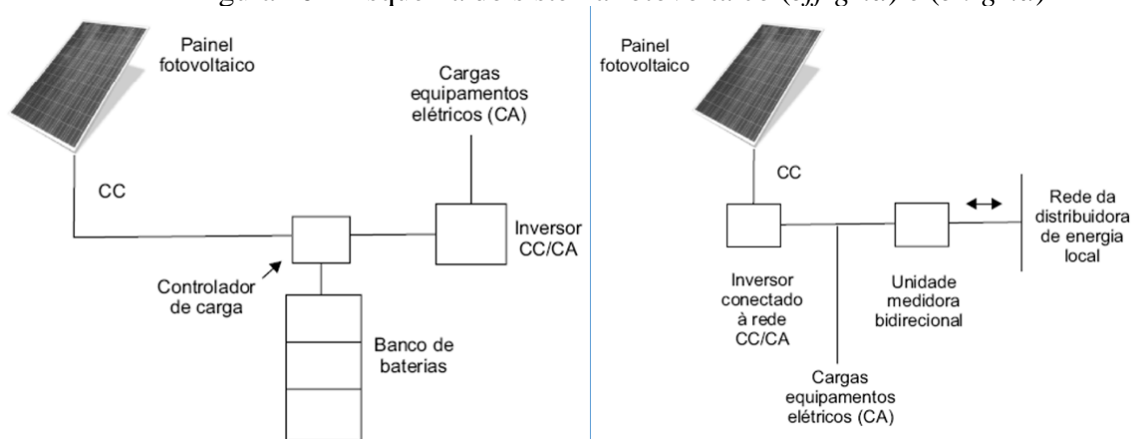 Painel
fotovoltaico
CC
Cargas
equipamentos
elétricos (CA)
Inversor
CC/CA
Controlador
de carga
Banco de
baterias
Painel
fotovoltaico
CC
Rede da
distribuidora
de energia
local
Inversor
conectado
à rede
CC/CA
Unidade
medidora
bidirecional
Cargas
equipamentos
elétricos (CA)